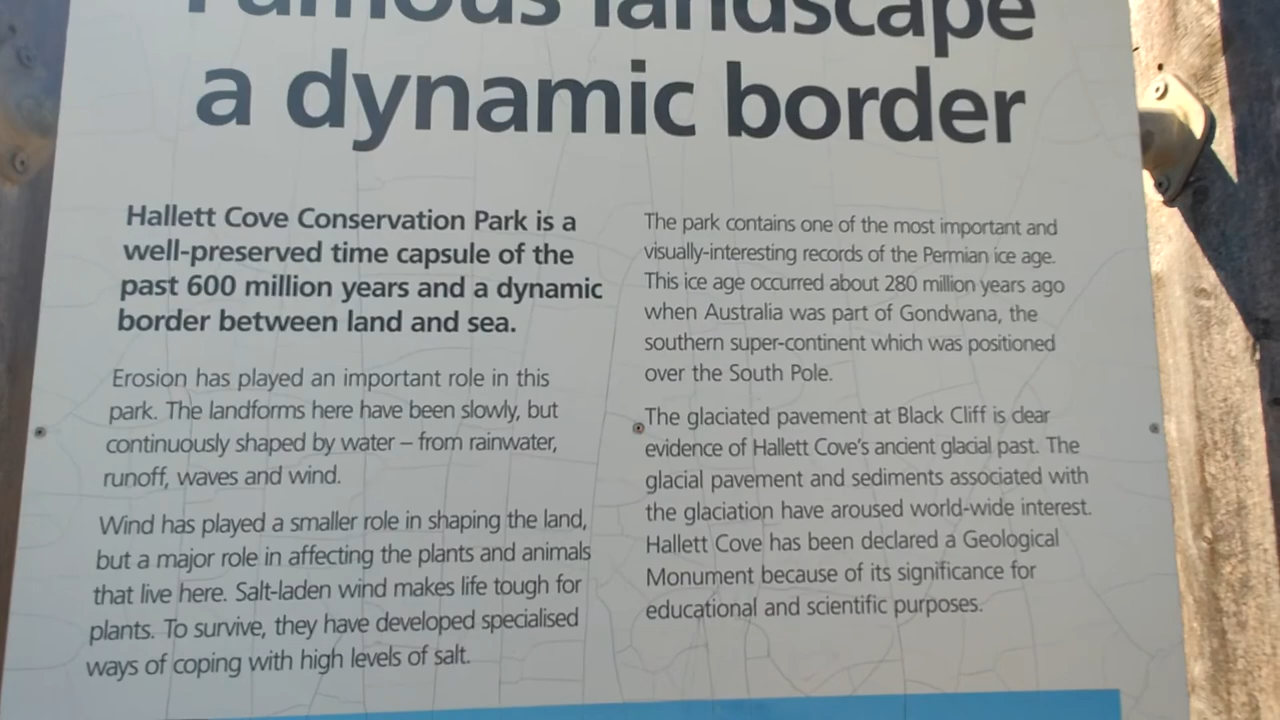 Famous landscape
a dynamic border
Hallett Cove Conservation Park is a
well-preserved time capsule of the
past 600 million years and a dynamic
border between land and sea.
Erosion has played an important role in this
park. The landforms here have been slowly, but
continuously shaped by water – from rainwater,
runoff, waves and wind.
Wind has played a smaller role in shaping the land,
but a major role in affecting the plants and animals
that live here. Salt-laden wind makes life tough for
plants. To survive, they have developed specialised
ways of coping with high levels of salt.
The park contains one of the most important and
visually-interesting records of the Permian ice age.
This ice age occurred about 280 million years ago
when Australia was part of Gondwana, the
southern super-continent which was positioned
over the South Pole.
The glaciated pavement at Black Cliff is clear
evidence of Hallett Cove's ancient glacial past. The
glacial pavement and sediments associated with
the glaciation have aroused world-wide interest.
Hallett Cove has been declared a Geological
Monument because of its significance for
educational and scientific purposes.